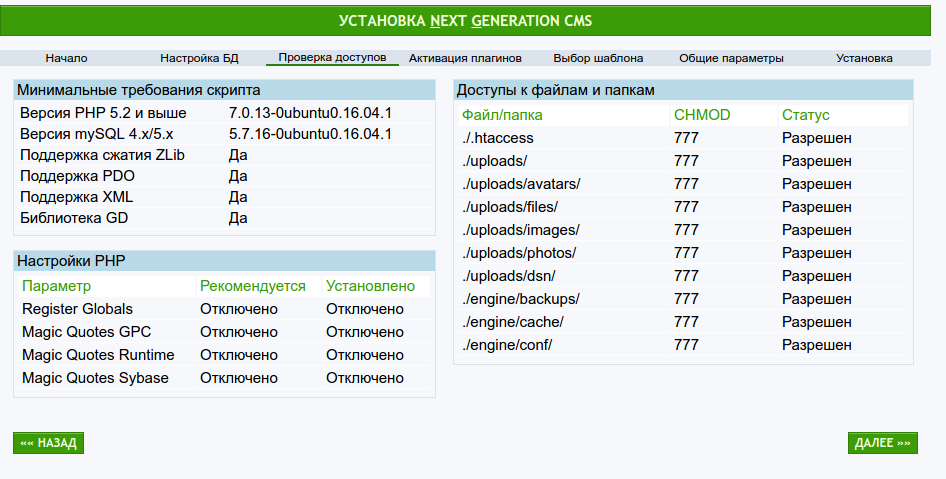 УСТАНОВКА NEXT GENERATION CMS
Начало Настройка БД Проверка доступов Активация плагинов Выбор шаблона Общие параметры Установка
Минимальные требования скрипта
Версия PHP 5.2 и выше 7.0.13-0ubuntu0.16.04.1
Версия mySQL 4.x/5.x 5.7.16-0ubuntu0.16.04.1
Поддержка сжатия ZLib Да
Поддержка PDO Да
Поддержка XML Да
Библиотека GD Да
Настройки PHP
Параметр Рекомендуется Установлено
Register Globals Отключено Отключено
Magic Quotes GPC Отключено Отключено
Magic Quotes Runtime Отключено Отключено
Magic Quotes Sybase Отключено Отключено
Доступы к файлам и папкам
Файл/папка CHMOD Статус
./.htaccess 777 Разрешен
./uploads/ 777 Разрешен
./uploads/avatars/ 777 Разрешен
./uploads/files/ 777 Разрешен
./uploads/images/ 777 Разрешен
./uploads/photos/ 777 Разрешен
./uploads/dsn/ 777 Разрешен
./engine/backups/ 777 Разрешен
./engine/cache/ 777 Разрешен
./engine/conf/ 777 Разрешен
«« НАЗАД
ДАЛЕЕ »»